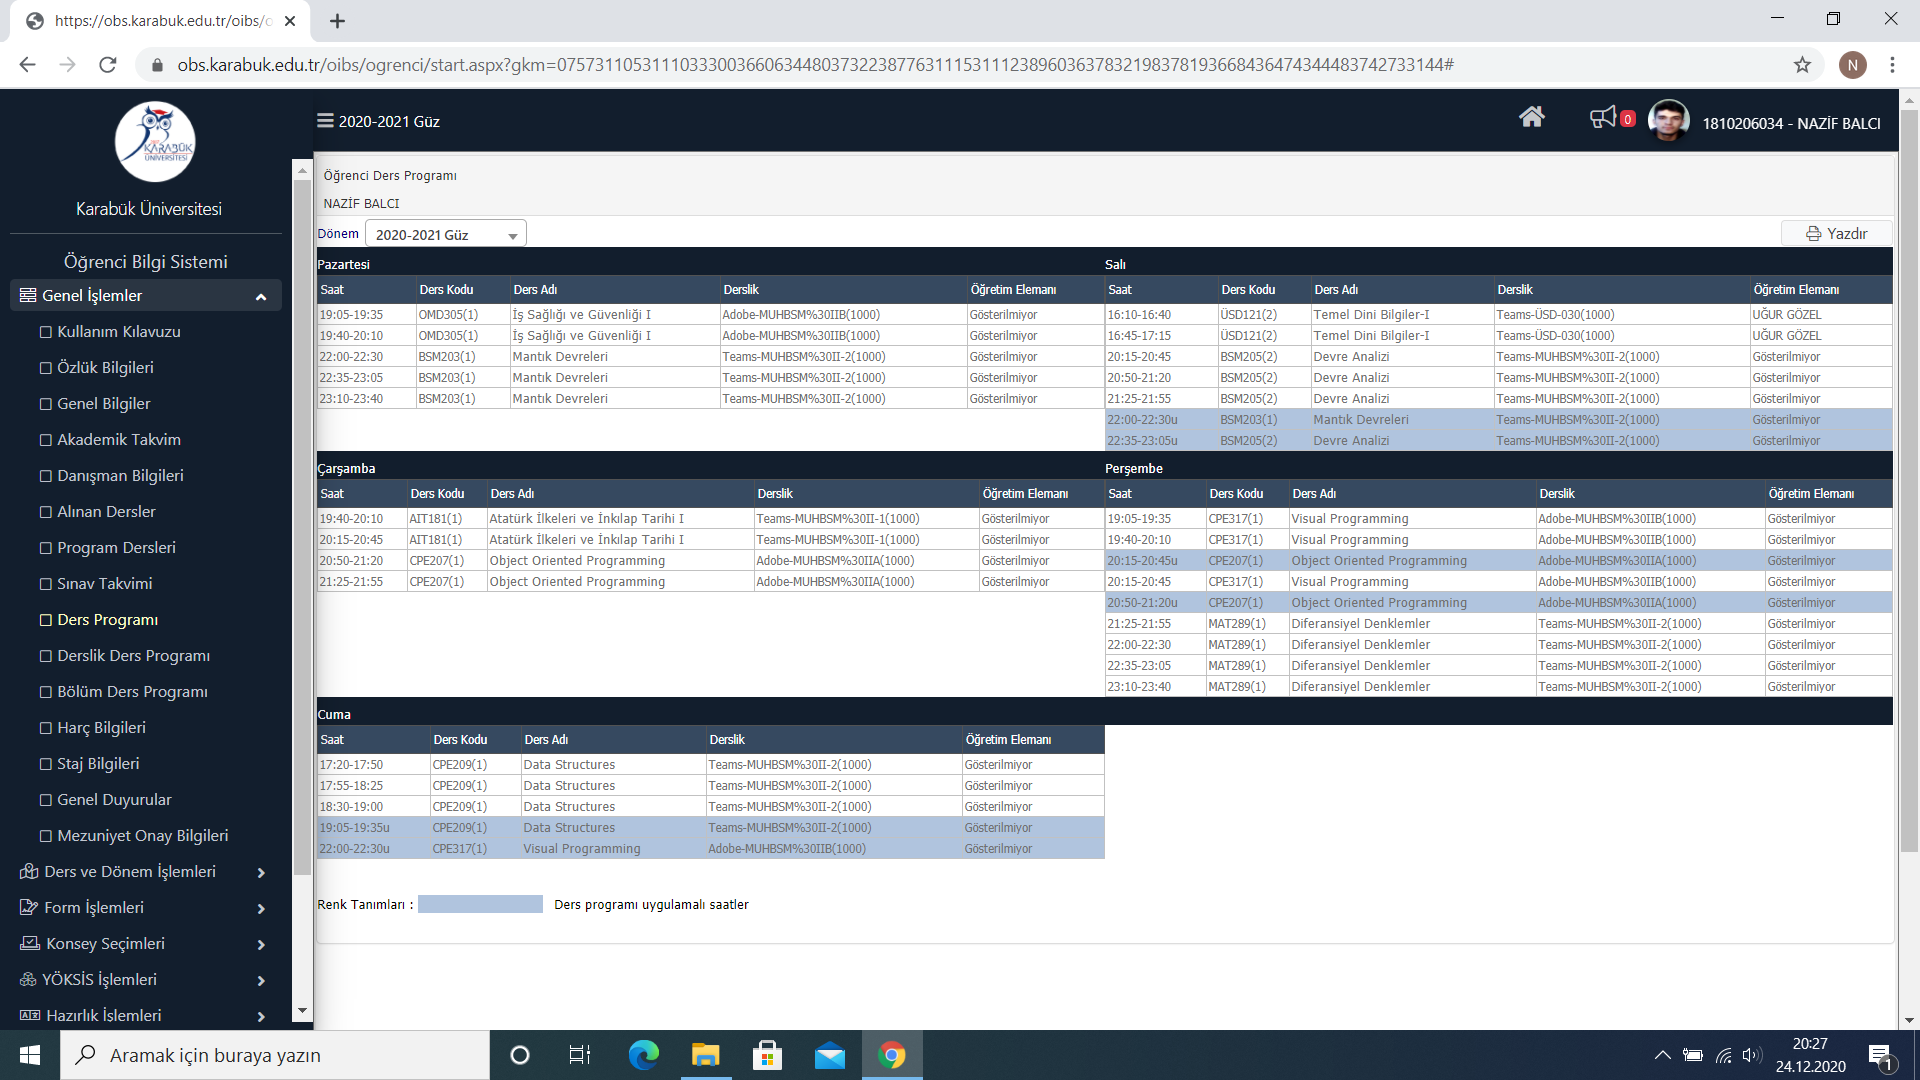 https://obs.karabuk.edu.tr/oibs/o
obs.karabuk.edu.tr/oibs/ogrenci/start.aspx?gkm=0757311053111033300366063448037322387763111531112389603637832198378193668436474344483742733144#
N
KARABÜK
ÜNİVERSİTESİ
Karabük Üniversitesi
Öğrenci Bilgi Sistemi
Genel İşlemler
Kullanım Kılavuzu
Özlük Bilgileri
Genel Bilgiler
Akademik Takvim
Danışman Bilgileri
Alınan Dersler
Program Dersleri
Sınav Takvimi
Ders Programı
Derslik Ders Programı
Bölüm Ders Programı
Harç Bilgileri
Staj Bilgileri
Genel Duyurular
Mezuniyet Onay Bilgileri
Ders ve Dönem İşlemleri
Form İşlemleri
Konsey Seçimleri
YÖKSİS İşlemleri
Hazırlık İşlemleri
2020-2021 Güz
0
1810206034 - NAZİF BALCI
Öğrenci Ders Programı
NAZİF BALCI
Dönem 2020-2021 Güz
Yazdır
Pazartesi
Saat Ders Kodu Ders Adı Derslik Öğretim Elemanı
19:05-19:35 OMD305(1) İş Sağlığı ve Güvenliği I Adobe-MUHBSM%30IIB(1000) Gösterilmiyor
19:40-20:10 OMD305(1) İş Sağlığı ve Güvenliği I Adobe-MUHBSM%30IIB(1000) Gösterilmiyor
22:00-22:30 BSM203(1) Mantık Devreleri Teams-MUHBSM%30II-2(1000) Gösterilmiyor
22:35-23:05 BSM203(1) Mantık Devreleri Teams-MUHBSM%30II-2(1000) Gösterilmiyor
23:10-23:40 BSM203(1) Mantık Devreleri Teams-MUHBSM%30II-2(1000) Gösterilmiyor
Salı
Saat Ders Kodu Ders Adı Derslik Öğretim Elemanı
16:10-16:40 ÜSD121(2) Temel Dini Bilgiler-I Teams-ÜSD-030(1000) UĞUR GÖZEL
16:45-17:15 ÜSD121(2) Temel Dini Bilgiler-I Teams-ÜSD-030(1000) UĞUR GÖZEL
20:15-20:45 BSM205(2) Devre Analizi Teams-MUHBSM%30II-2(1000) Gösterilmiyor
20:50-21:20 BSM205(2) Devre Analizi Teams-MUHBSM%30II-2(1000) Gösterilmiyor
21:25-21:55 BSM205(2) Devre Analizi Teams-MUHBSM%30II-2(1000) Gösterilmiyor
22:00-22:30u BSM203(1) Mantık Devreleri Teams-MUHBSM%30II-2(1000) Gösterilmiyor
22:35-23:05u BSM205(2) Devre Analizi Teams-MUHBSM%30II-2(1000) Gösterilmiyor
Çarşamba
Saat Ders Kodu Ders Adı Derslik Öğretim Elemanı
19:40-20:10 AIT181(1) Atatürk İlkeleri ve İnkılap Tarihi I Teams-MUHBSM%30II-1(1000) Gösterilmiyor
20:15-20:45 AIT181(1) Atatürk İlkeleri ve İnkılap Tarihi I Teams-MUHBSM%30II-1(1000) Gösterilmiyor
20:50-21:20 CPE207(1) Object Oriented Programming Adobe-MUHBSM%30IIA(1000) Gösterilmiyor
21:25-21:55 CPE207(1) Object Oriented Programming Adobe-MUHBSM%30IIA(1000) Gösterilmiyor
Perşembe
Saat Ders Kodu Ders Adı Derslik Öğretim Elemanı
19:05-19:35 CPE317(1) Visual Programming Adobe-MUHBSM%30IIB(1000) Gösterilmiyor
19:40-20:10 CPE317(1) Visual Programming Adobe-MUHBSM%30IIB(1000) Gösterilmiyor
20:15-20:45u CPE207(1) Object Oriented Programming Adobe-MUHBSM%30IIA(1000) Gösterilmiyor
20:15-20:45 CPE317(1) Visual Programming Adobe-MUHBSM%30IIB(1000) Gösterilmiyor
20:50-21:20u CPE207(1) Object Oriented Programming Adobe-MUHBSM%30IIA(1000) Gösterilmiyor
21:25-21:55 MAT289(1) Diferansiyel Denklemler Teams-MUHBSM%30II-2(1000) Gösterilmiyor
22:00-22:30 MAT289(1) Diferansiyel Denklemler Teams-MUHBSM%30II-2(1000) Gösterilmiyor
22:35-23:05 MAT289(1) Diferansiyel Denklemler Teams-MUHBSM%30II-2(1000) Gösterilmiyor
23:10-23:40 MAT289(1) Diferansiyel Denklemler Teams-MUHBSM%30II-2(1000) Gösterilmiyor
Cuma
Saat Ders Kodu Ders Adı Derslik Öğretim Elemanı
17:20-17:50 CPE209(1) Data Structures Teams-MUHBSM%30II-2(1000) Gösterilmiyor
17:55-18:25 CPE209(1) Data Structures Teams-MUHBSM%30II-2(1000) Gösterilmiyor
18:30-19:00 CPE209(1) Data Structures Teams-MUHBSM%30II-2(1000) Gösterilmiyor
19:05-19:35u CPE209(1) Data Structures Teams-MUHBSM%30II-2(1000) Gösterilmiyor
22:00-22:30u CPE317(1) Visual Programming Adobe-MUHBSM%30IIB(1000) Gösterilmiyor
Renk Tanımları : Ders programı uygulamalı saatler
Aramak için buraya yazın
20:27
24.12.2020
1